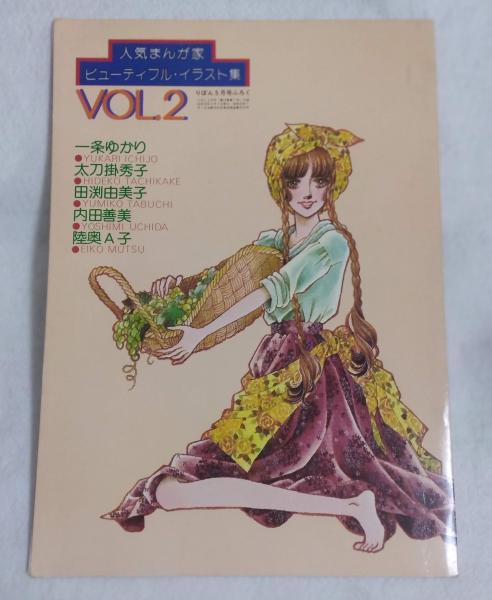 人気まんが家
ビューティフル・イラスト集
VOL.2
りぼん5月号ふろく
一条ゆかり
●YUKARI ICHIJO
太刀掛秀子
●HIDEKO TACHIKAKE
田渕由美子
●YUMIKO TABUCHI
内田善美
●YOSHIMI UCHIDA
陸奥A子
●EIKO MUTSU